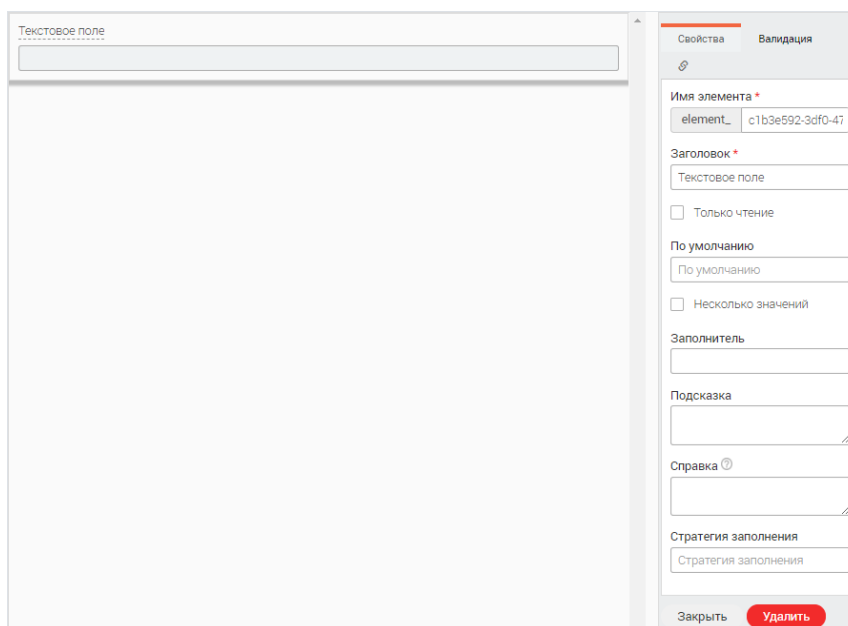 Текстовое поле
Свойства
Валидация
Имя элемента *
element_
c1b3e592-3df0-47
Заголовок *
Текстовое поле
Только чтение
По умолчанию
По умолчанию
Несколько значений
Заполнитель
Подсказка
Справка ?
Стратегия заполнения
Стратегия заполнения
Закрыть
Удалить